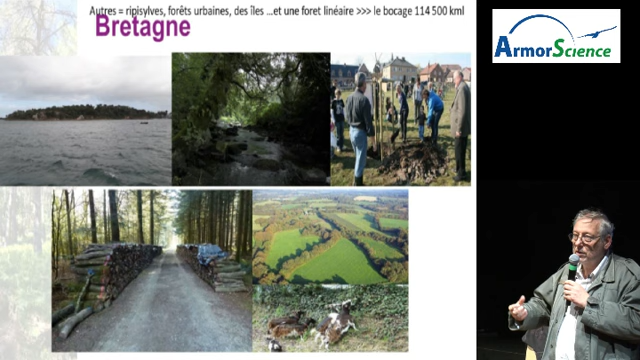 Autres = ripisylves, forêts urbaines, des îles ...et une foret linéaire >>> le bocage 114 500 kml
Bretagne
ArmorScience